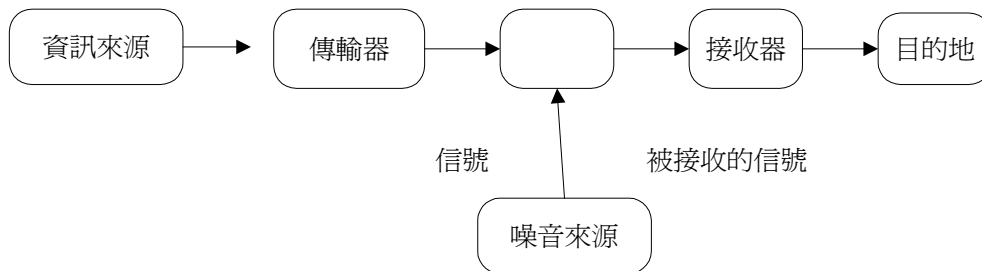 資訊來源
傳輸器
接收器
目的地
信號
被接收的信號
噪音來源